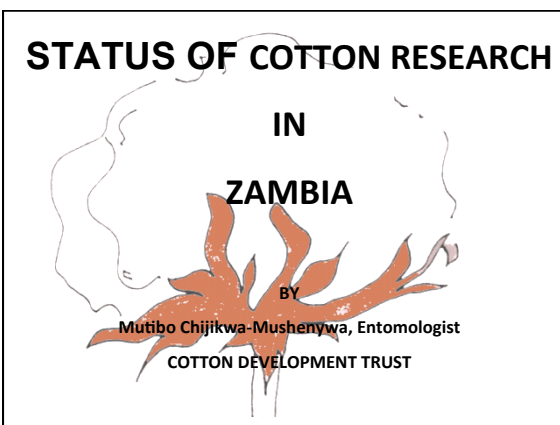 STATUS OF COTTON RESEARCH
IN
ZAMBIA
BY
Mutibo Chijikwa-Mushenywa, Entomologist
COTTON DEVELOPMENT TRUST